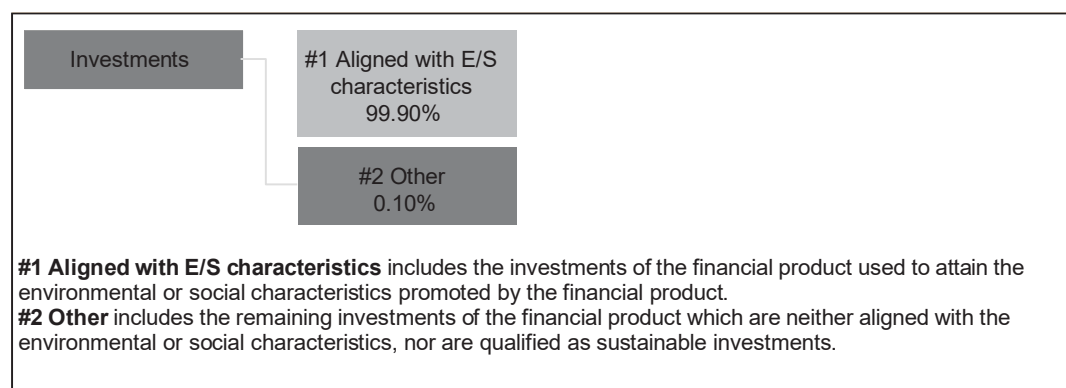 Investments
#1 Aligned with E/S
characteristics
99.90%
#2 Other
0.10%
#1 Aligned with E/S characteristics includes the investments of the financial product used to attain the
environmental or social characteristics promoted by the financial product.
#2 Other includes the remaining investments of the financial product which are neither aligned with the
environmental or social characteristics, nor are qualified as sustainable investments.